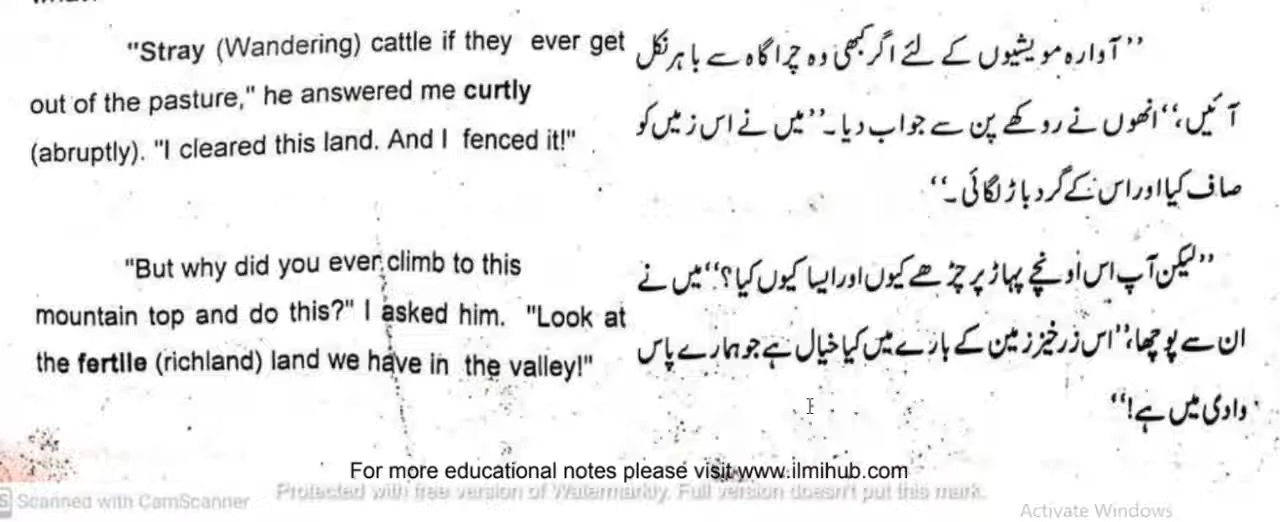 "Stray (Wandering) cattle if they ever get
out of the pasture," he answered me curtly
(abruptly). "I cleared this land. And I fenced it!"
"But why did you ever climb to this
mountain top and do this?" I asked him. "Look at
the fertile (richland) land we have in the valley!"
’’آوارہ مویشیوں کے لئے اگر کبھی وہ چراگاہ سے باہر نکل
آئیں،‘‘ انھوں نے روکھے پن سے جواب دیا۔ ’’میں نے اس زمین کو
صاف کیا اور اس کے گرد باڑ لگائی۔‘‘
’’لیکن آپ اس اُونچے پہاڑ پر چڑھے کیوں اور ایسا کیوں کیا؟‘‘ میں نے
ان سے پوچھا، ’’اس زرخیز زمین کے بارے میں کیا خیال ہے جو ہمارے پاس
وادی میں ہے!‘‘
For more educational notes please visit www.ilmihub.com
Scanned with CamScanner
Protected with free version of Watermarkly. Full version doesn't put this mark.
Activate Windows